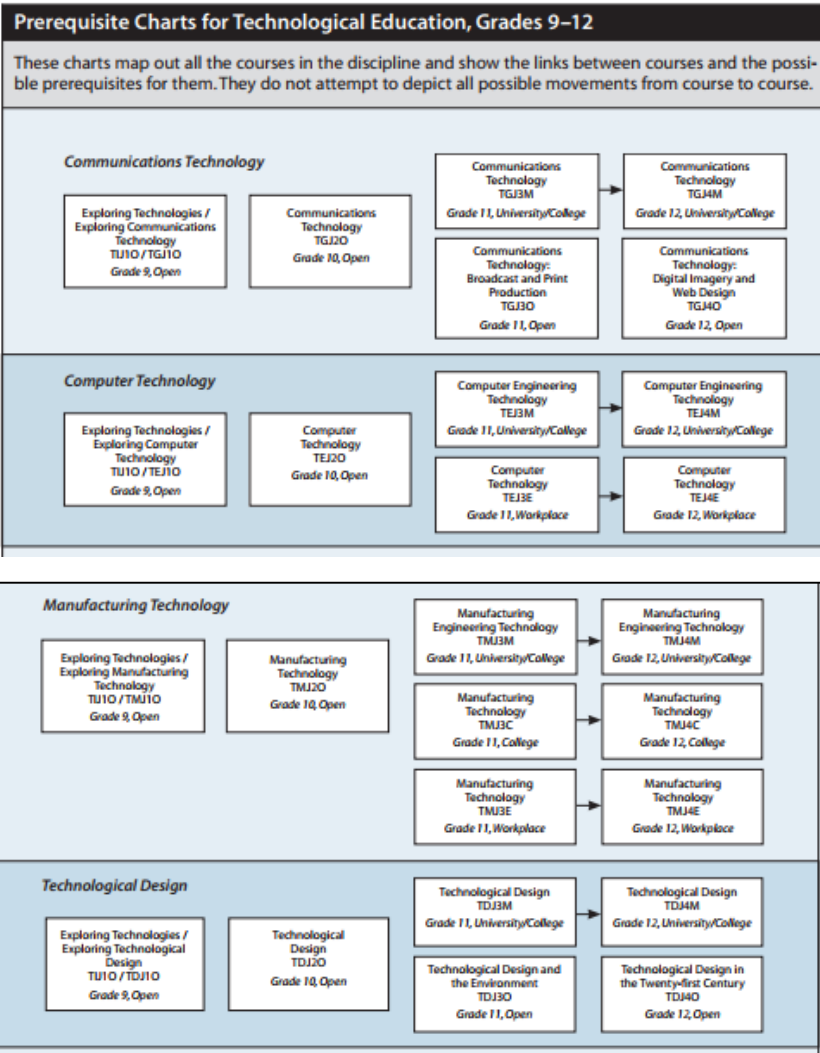 Prerequisite Charts for Technological Education, Grades 9–12
These charts map out all the courses in the discipline and show the links between courses and the possi-
ble prerequisites for them. They do not attempt to depict all possible movements from course to course.
Communications Technology
Exploring Technologies /
Exploring Communications
Technology
TIJ1O / TGJ1O
Grade 9, Open
Communications
Technology
TGJ2O
Grade 10, Open
Communications
Technology
TGJ3M
Grade 11, University/College
Communications
Technology
TGJ4M
Grade 12, University/College
Communications
Technology:
Broadcast and Print
Production
TGJ3O
Grade 11, Open
Communications
Technology:
Digital Imagery and
Web Design
TGJ4O
Grade 12, Open
Computer Technology
Exploring Technologies /
Exploring Computer
Technology
TIJ1O / TEJ1O
Grade 9, Open
Computer
Technology
TEJ2O
Grade 10, Open
Computer Engineering
Technology
TEJ3M
Grade 11, University/College
Computer Engineering
Technology
TEJ4M
Grade 12, University/College
Computer
Technology
TEJ3E
Grade 11, Workplace
Computer
Technology
TEJ4E
Grade 12, Workplace
Manufacturing Technology
Exploring Technologies /
Exploring Manufacturing
Technology
TIJ1O / TMJ1O
Grade 9, Open
Manufacturing
Technology
TMJ2O
Grade 10, Open
Manufacturing
Engineering Technology
TMJ3M
Grade 11, University/College
Manufacturing
Engineering Technology
TMJ4M
Grade 12, University/College
Manufacturing
Technology
TMJ3C
Grade 11, College
Manufacturing
Technology
TMJ4C
Grade 12, College
Manufacturing
Technology
TMJ3E
Grade 11, Workplace
Manufacturing
Technology
TMJ4E
Grade 12, Workplace
Technological Design
Exploring Technologies /
Exploring Technological
Design
TIJ1O / TDJ1O
Grade 9, Open
Technological
Design
TDJ2O
Grade 10, Open
Technological Design
TDJ3M
Grade 11, University/College
Technological Design
TDJ4M
Grade 12, University/College
Technological Design and
the Environment
TDJ3O
Grade 11, Open
Technological Design in
the Twenty-first Century
TDJ4O
Grade 12, Open